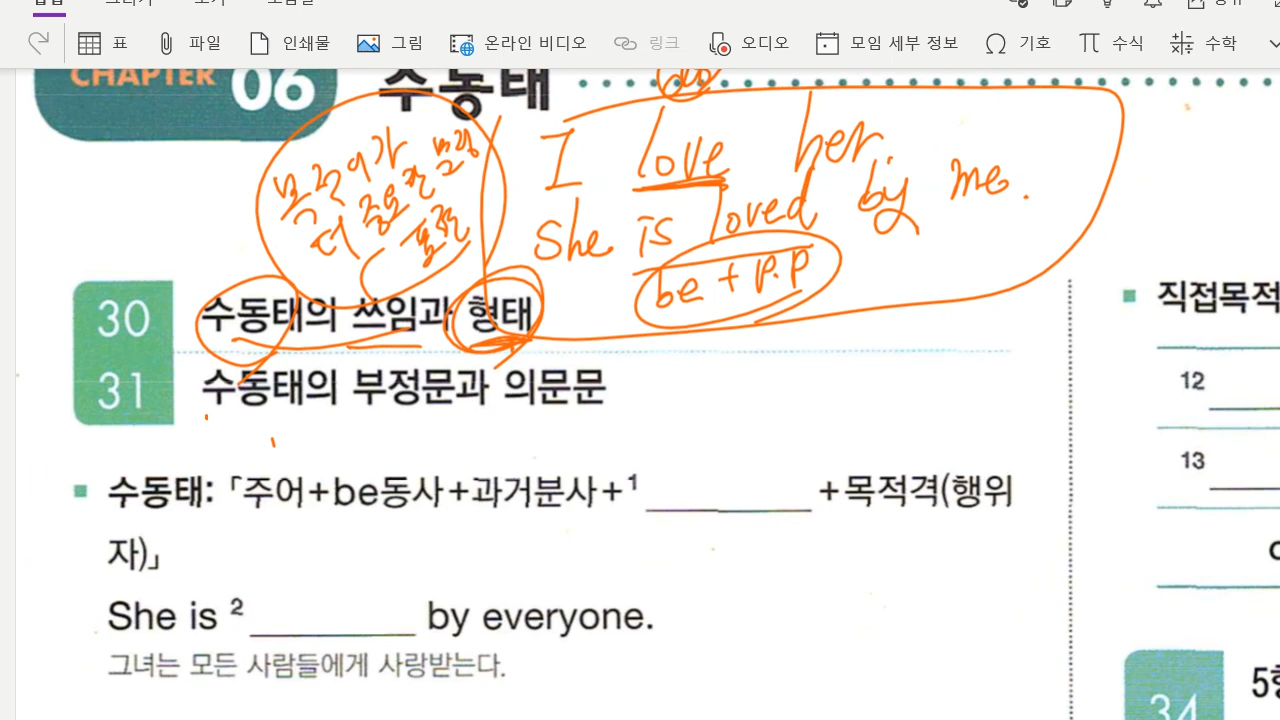 표 파일 인쇄물 그림 온라인 비디오 링크 오디오 모임 세부 정보 기호 수식 수학
CHAPTER 06 수동태
I love her.
목적어가
더 중요한
표현
She is loved by me.
be + p.p
30 수동태의 쓰임과 형태
31 수동태의 부정문과 의문문
수동태: 「주어+be동사+과거분사+1 ________ +목적격(행위
자)」
She is 2 ________ by everyone.
그녀는 모든 사람들에게 사랑받는다.
직접목적
12
13
34